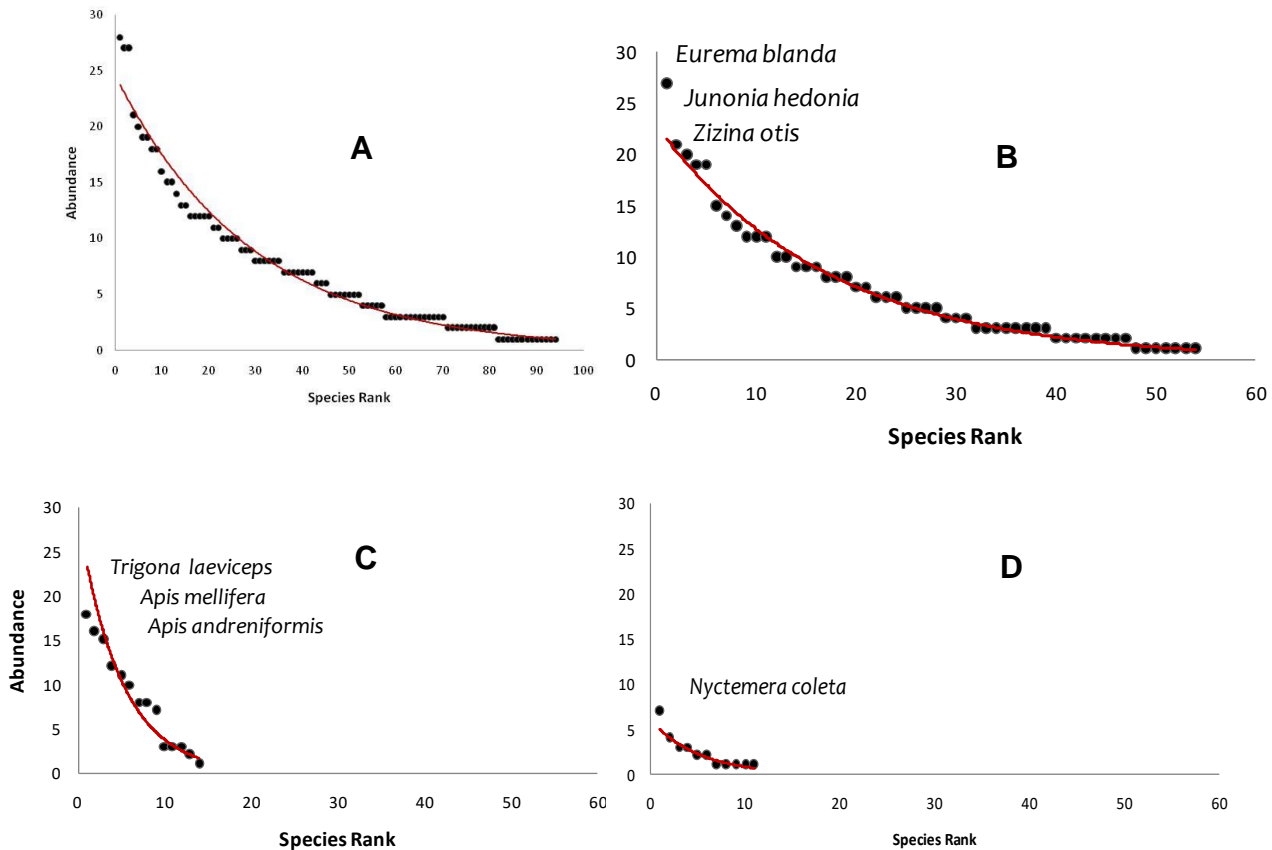 30
25
20
15
10
5
0
Abundance
A
0 10 20 30 40 50 60 70 80 90 100
Species Rank
30
25
20
15
10
5
0
Eurema blanda
Junonia hedonia
Zizina otis
B
0 10 20 30 40 50 60
Species Rank
30
25
20
15
10
5
0
Abundance
Trigona laeviceps
Apis mellifera
Apis andreniformis
C
0 10 20 30 40 50 60
Species Rank
30
25
20
15
10
5
0
Nyctemera coleta
D
0 10 20 30 40 50 60
Species Rank